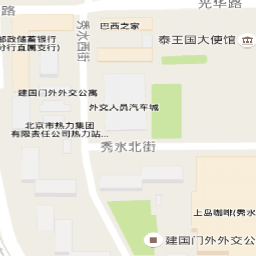 路
光华路
巴西之家
秀水西街
邮政储蓄银行
分行直属支行)
泰王国大使馆
建国门外外交公寓
外交人员汽车城
北京市热力集团
有限责任公司热力站...
秀水北街
上岛咖啡(秀水
建国门外外交公